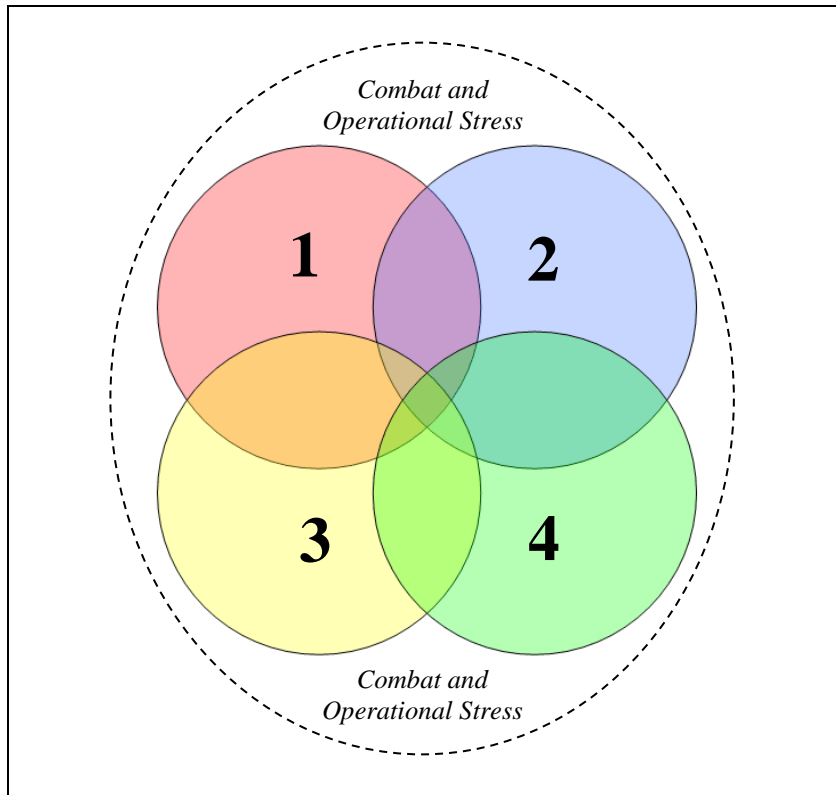 Combat and
Operational Stress
1
2
3
4
Combat and
Operational Stress